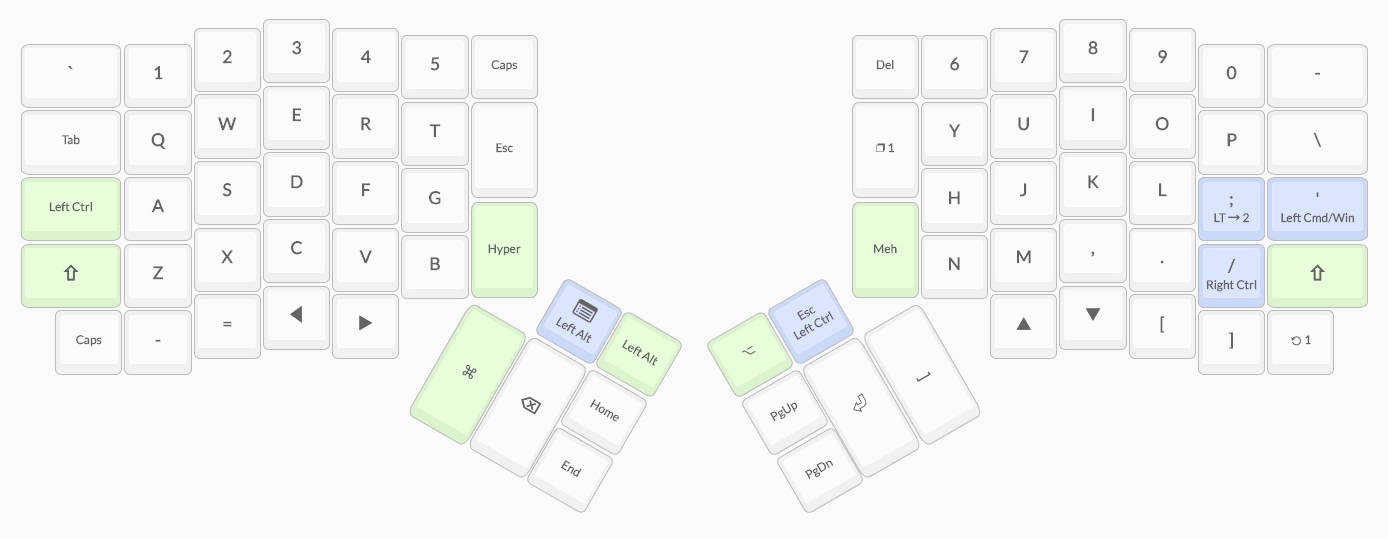 ` 1 2 3 4 5 Caps
Del 6 7 8 9 0 -
Tab Q W E R T Esc
1 Y U I O P \
Left Ctrl A S D F G Hyper
Meh H J K L ; '
LT→2 Left Cmd/Win
⇧ Z X C V B
N M , . / ⇧
Right Ctrl
Caps - = ◀ ▶
▲ ▼ [ ] 1
Left Alt
Left Alt
⌘ ⌫ Home
End
⌥ Esc
Left Ctrl
PgUp
PgDn